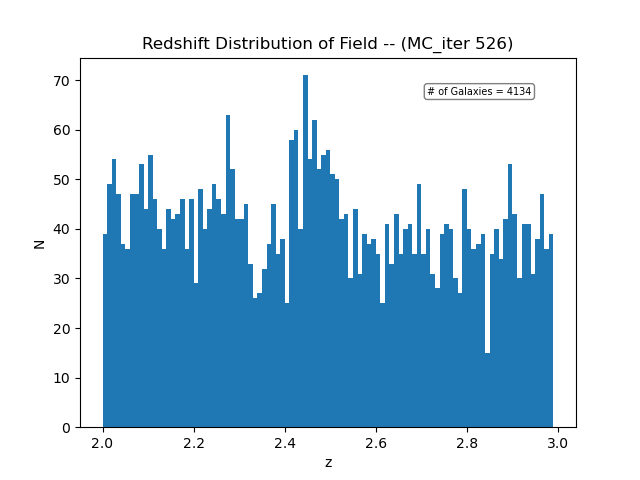 Redshift Distribution of Field -- (MC_iter 526)
# of Galaxies = 4134
70
60
50
40
30
20
10
0
N
2.0 2.2 2.4 2.6 2.8 3.0
z